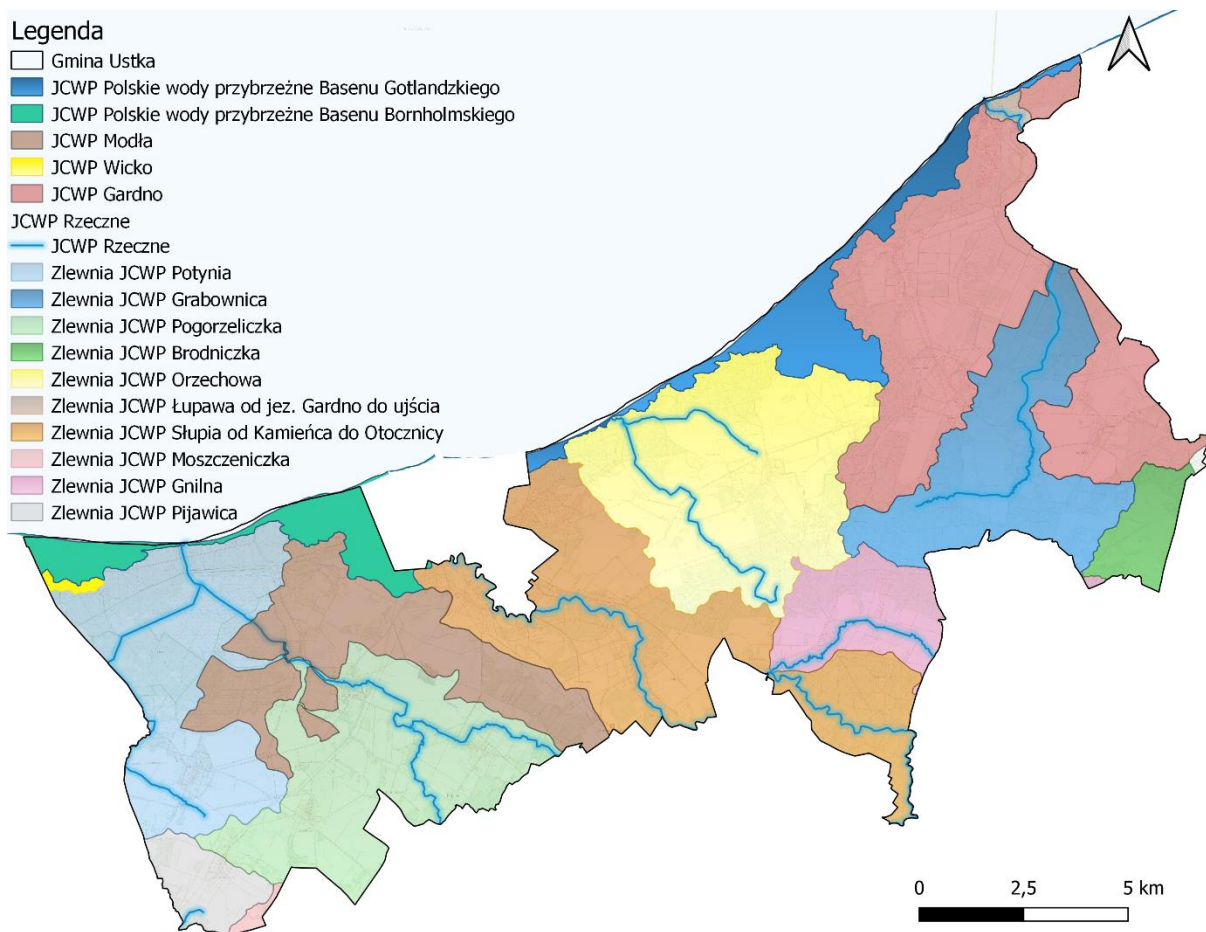 Legenda
Gmina Ustka
JCWP Polskie wody przybrzeżne Basenu Gotlandzkiego
JCWP Polskie wody przybrzeżne Basenu Bornholmskiego
JCWP Modła
JCWP Wicko
JCWP Gardno
JCWP Rzeczne
JCWP Rzeczne
Zlewnia JCWP Potynia
Zlewnia JCWP Grabownica
Zlewnia JCWP Pogorzeliczka
Zlewnia JCWP Brodniczka
Zlewnia JCWP Orzechowa
Zlewnia JCWP Łupawa od jez. Gardno do ujścia
Zlewnia JCWP Słupia od Kamieńca do Otocznicy
Zlewnia JCWP Moszczeniczka
Zlewnia JCWP Gnilna
Zlewnia JCWP Pijawica
0 2,5 5 km